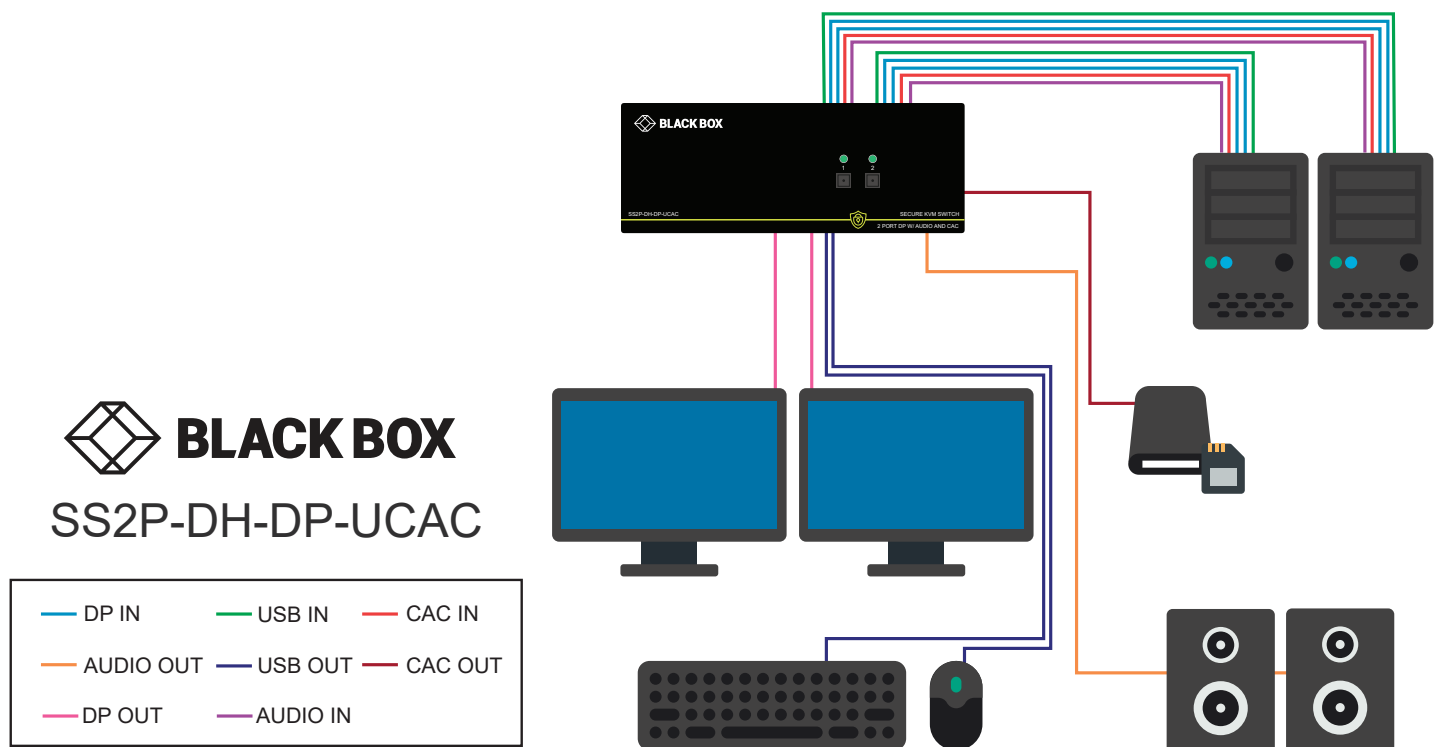 BLACK BOX
1 2
SS2P-DH-DP-UCAC SECURE KVM SWITCH
2 PORT DP W/ AUDIO AND CAC
BLACK BOX
SS2P-DH-DP-UCAC
DP IN USB IN CAC IN
AUDIO OUT USB OUT CAC OUT
DP OUT AUDIO IN